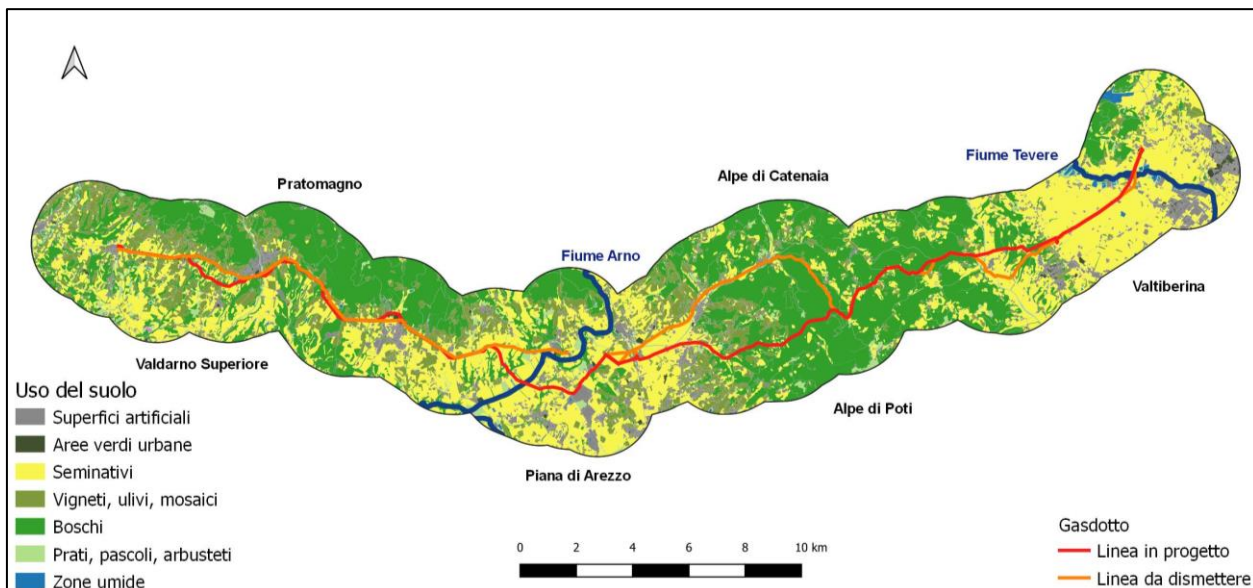 Fiume Tevere
Alpe di Catenaia
Pratomagno
Fiume Arno
Valtiberina
Valdarno Superiore
Alpe di Poti
Piana di Arezzo
Uso del suolo
Superfici artificiali
Aree verdi urbane
Seminativi
Vigneti, ulivi, mosaici
Boschi
Prati, pascoli, arbusteti
Zone umide
0 2 4 6 8 10 km
Gasdotto
Linea in progetto
Linea da dismettere